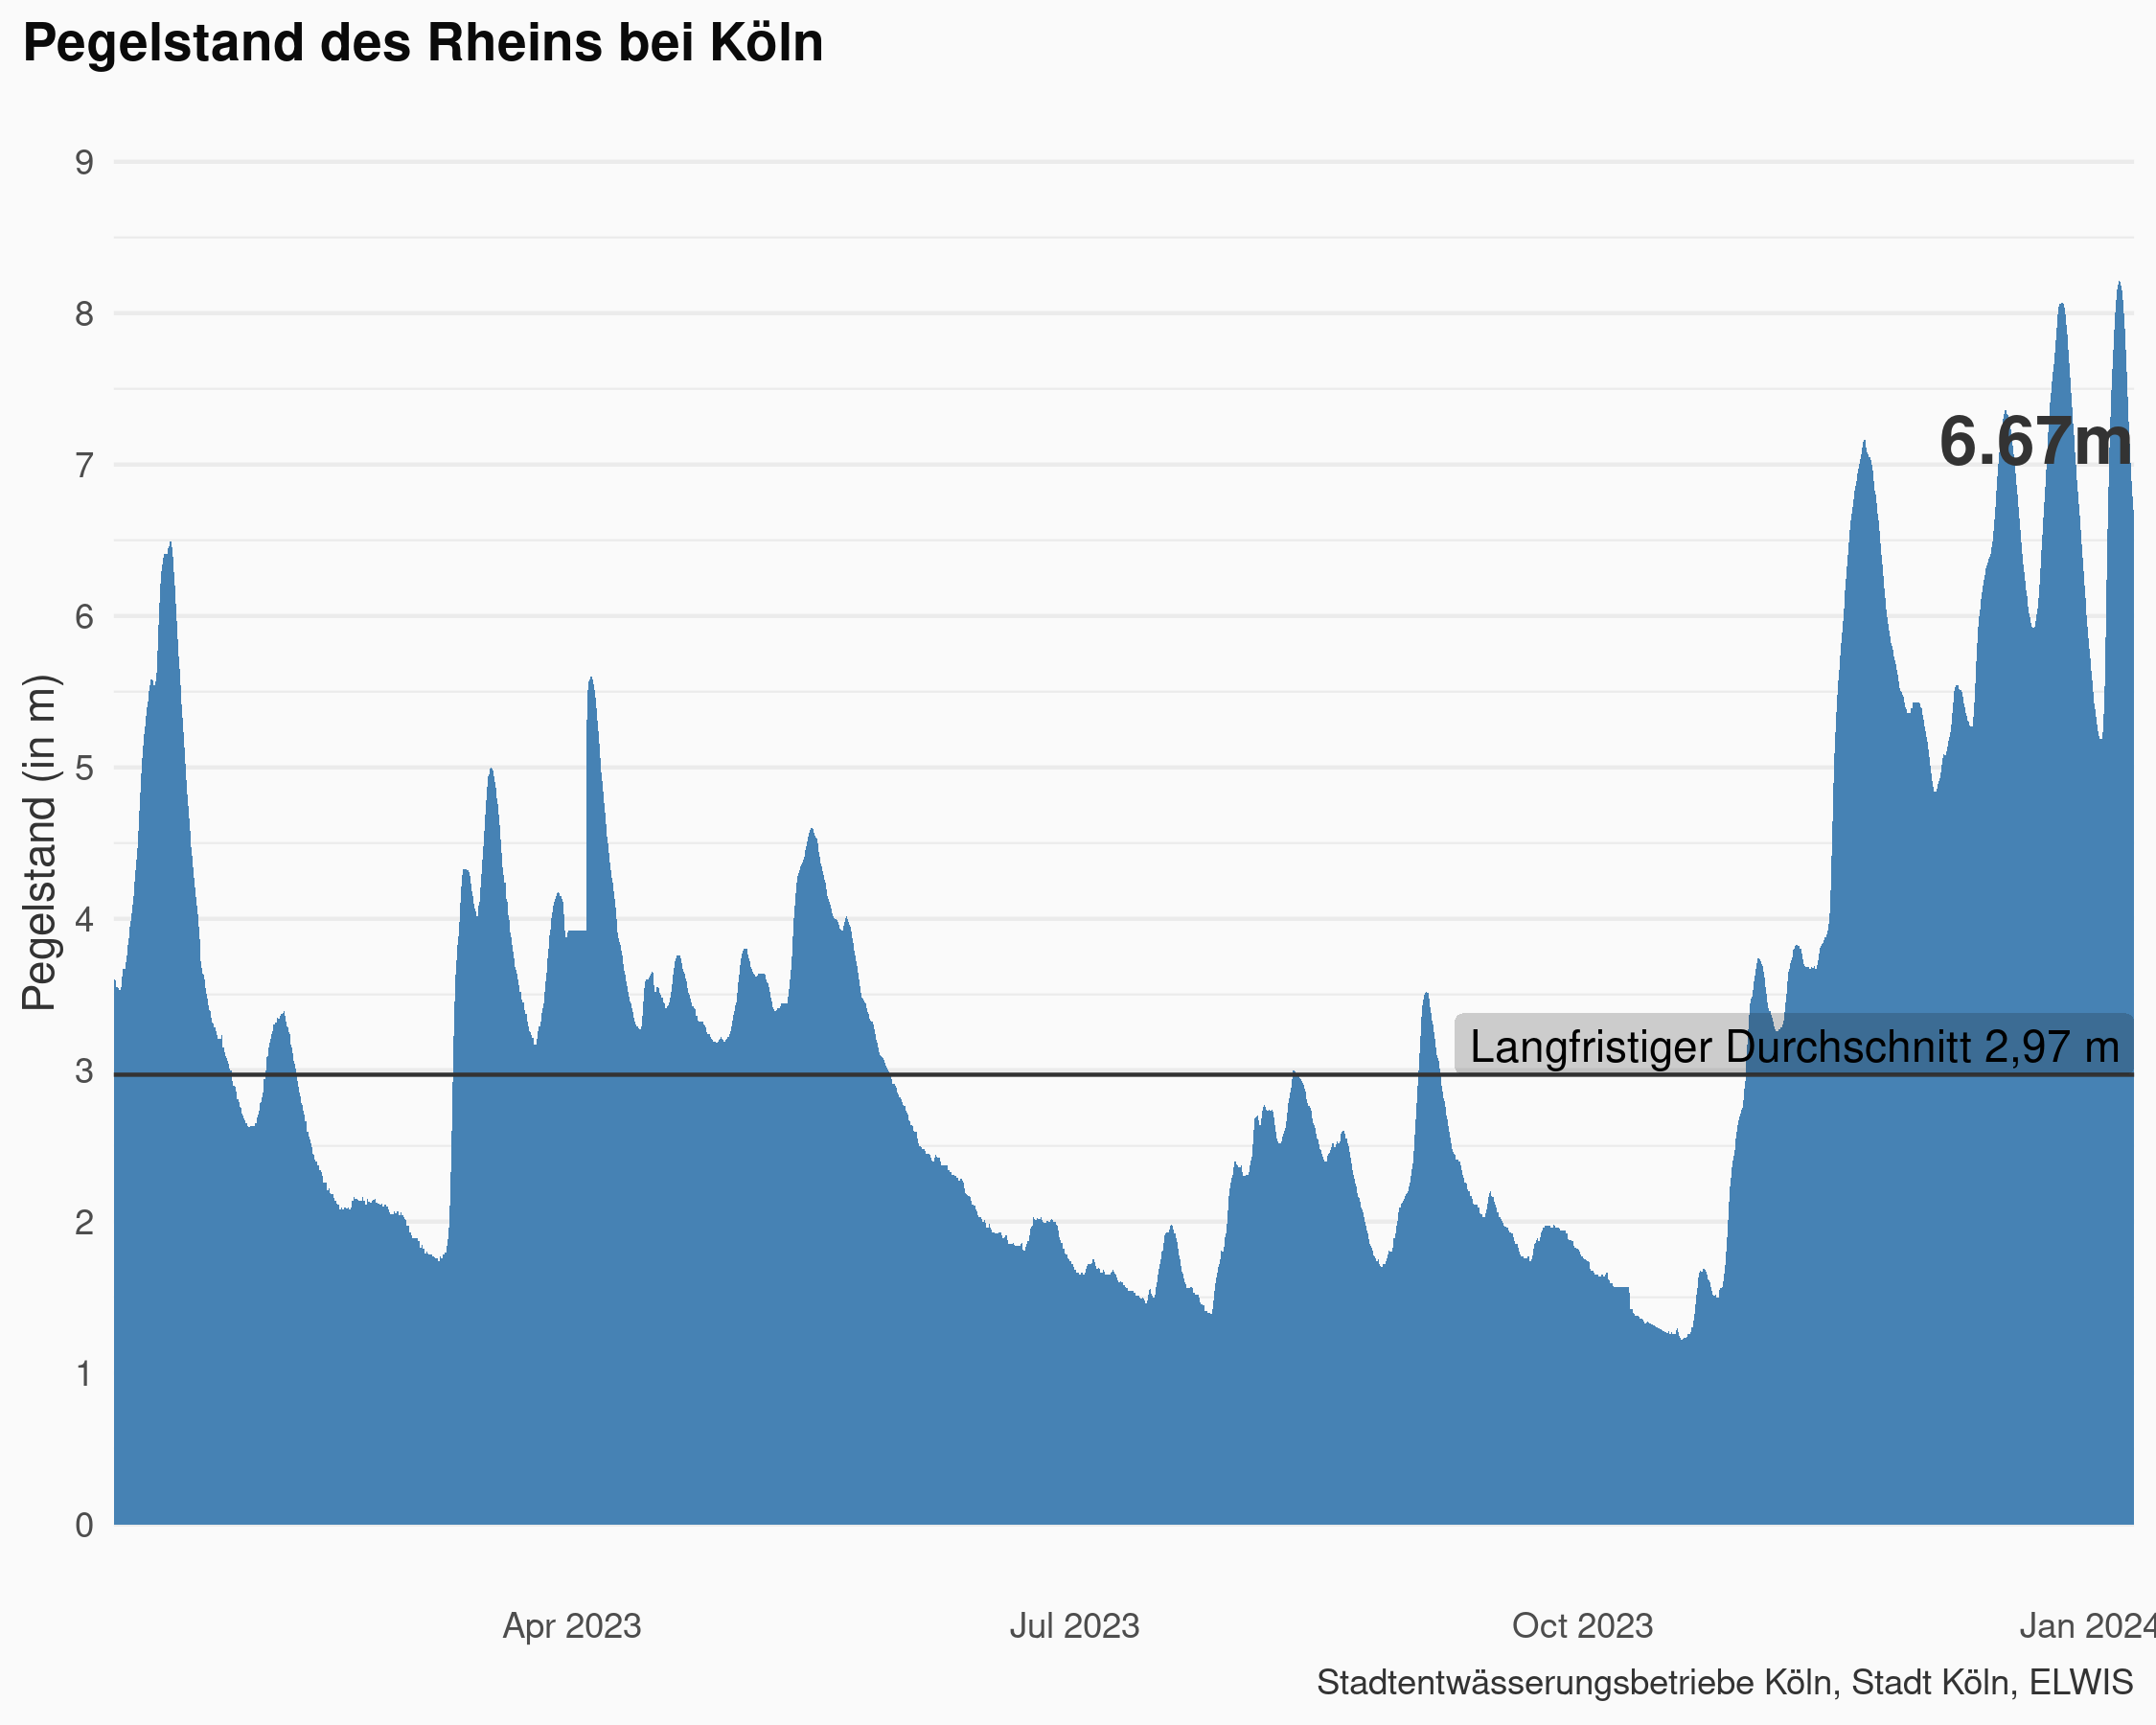 Pegelstand des Rheins bei Köln
Pegelstand (in m)
9
8
7
6
5
4
3
2
1
0
6.67m
Langfristiger Durchschnitt 2,97 m
Apr 2023
Jul 2023
Oct 2023
Jan 2024
Stadtentwässerungsbetriebe Köln, Stadt Köln, ELWIS